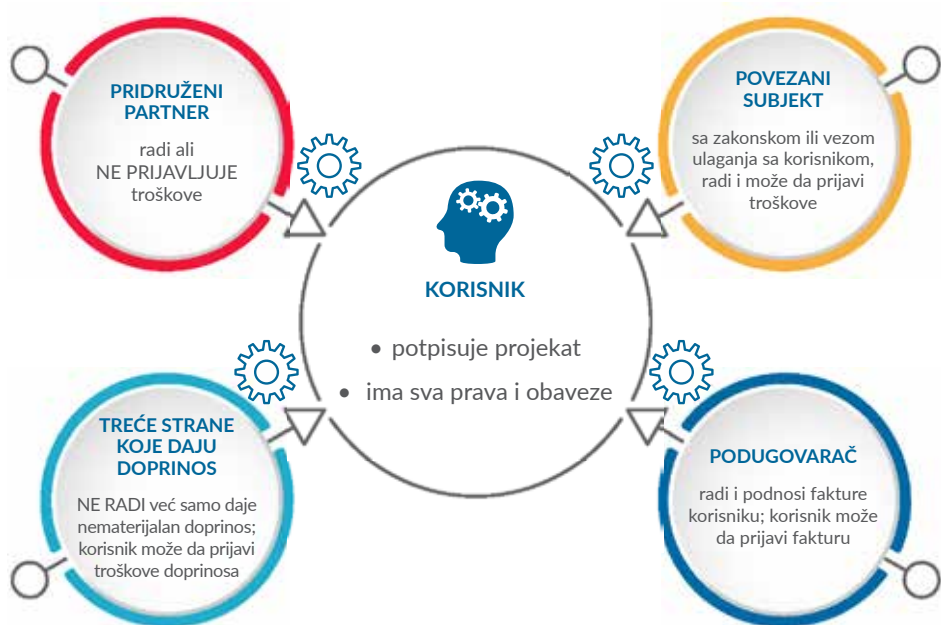 PRIDRUŽENI
PARTNER
radi ali
NE PRIJAVLJUJE
troškove
POVEZANI
SUBJEKT
sa zakonskom ili vezom
ulaganja sa korisnikom,
radi i može da prijavi
troškove
KORISNIK
• potpisuje projekat
• ima sva prava i obaveze
TREĆE STRANE
KOJE DAJU
DOPRINOS
NE RADI već samo daje
nematerijalan doprinos;
korisnik može da prijavi
troškove doprinosa
PODUGOVARAČ
radi i podnosi fakture
korisniku; korisnik može
da prijavi fakturu